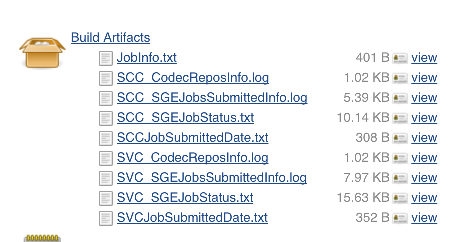 Build Artifacts
JobInfo.txt 401 B view
SCC_CodecReposInfo.log 1.02 KB view
SCC_SGEJobsSubmittedInfo.log 5.39 KB view
SCC_SGEJobStatus.txt 10.14 KB view
SCCJobSubmittedDate.txt 308 B view
SVC_CodecReposInfo.log 1.02 KB view
SVC_SGEJobsSubmittedInfo.log 7.97 KB view
SVC_SGEJobStatus.txt 15.63 KB view
SVCJobSubmittedDate.txt 352 B view